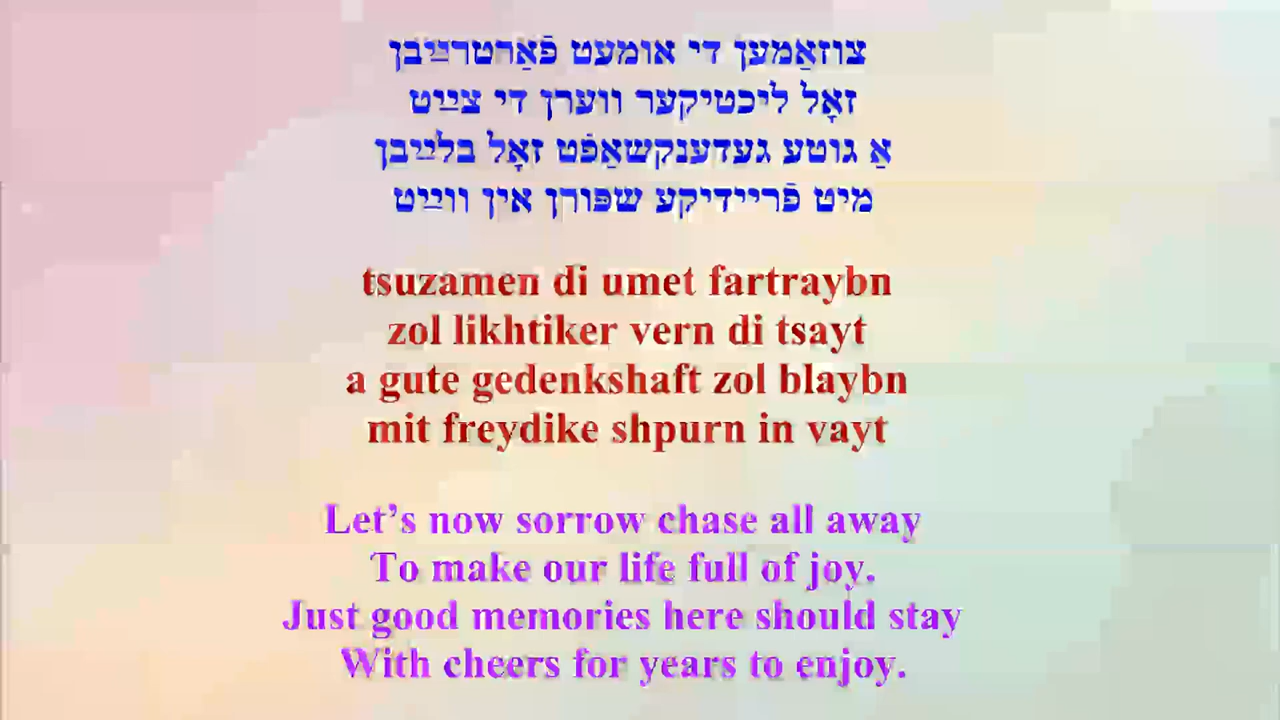 צוזאַמען די אומעט פֿאַרטרײַבן
זאָל ליכטיקער ווערן די צײַט
אַ גוטע געדענקשאַפֿט זאָל בלײַבן
מיט פֿריידיקע שפּורן אין ווײַט
tsuzamen di umet fartraybn
zol likhtiker vern di tsayt
a gute gedenkshaft zol blaybn
mit freydike shpurn in vayt
Let’s now sorrow chase all away
To make our life full of joy.
Just good memories here should stay
With cheers for years to enjoy.